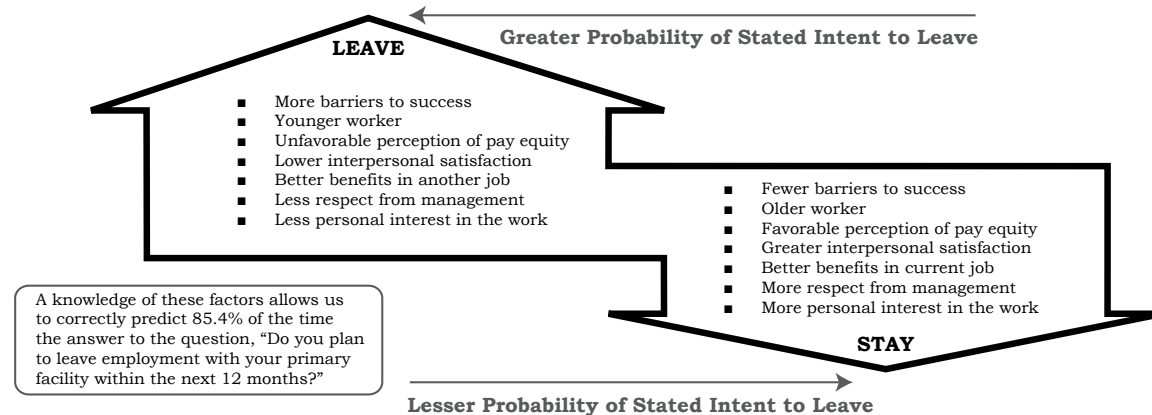 Greater Probability of Stated Intent to Leave
LEAVE
■ More barriers to success
■ Younger worker
■ Unfavorable perception of pay equity
■ Lower interpersonal satisfaction
■ Better benefits in another job
■ Less respect from management
■ Less personal interest in the work
■ Fewer barriers to success
■ Older worker
■ Favorable perception of pay equity
■ Greater interpersonal satisfaction
■ Better benefits in current job
■ More respect from management
■ More personal interest in the work
STAY
A knowledge of these factors allows us
to correctly predict 85.4% of the time
the answer to the question, “Do you plan
to leave employment with your primary
facility within the next 12 months?”
Lesser Probability of Stated Intent to Leave